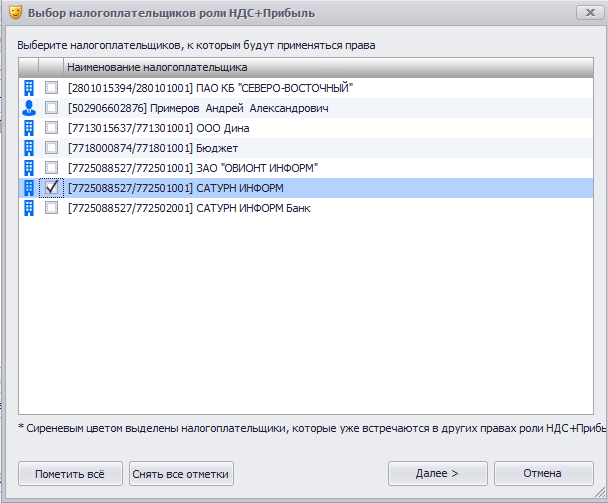 Выбор налогоплательщиков роли НДС+Прибыль
Выберите налогоплательщиков, к которым будут применяться права
Наименование налогоплательщика
[2801015394/280101001] ПАО КБ "СЕВЕРО-ВОСТОЧНЫЙ"
[502906602876] Примеров Андрей Александрович
[7713015637/771301001] ООО Дина
[7718000874/771801001] Бюджет
[7725088527/772501001] ЗАО "ОВИОНТ ИНФОРМ"
[7725088527/772501001] САТУРН ИНФОРМ
[7725088527/772502001] САТУРН ИНФОРМ Банк
* Сиреневым цветом выделены налогоплательщики, которые уже встречаются в других правах роли НДС+Прибы
Пометить всё
Снять все отметки
Далее >
Отмена